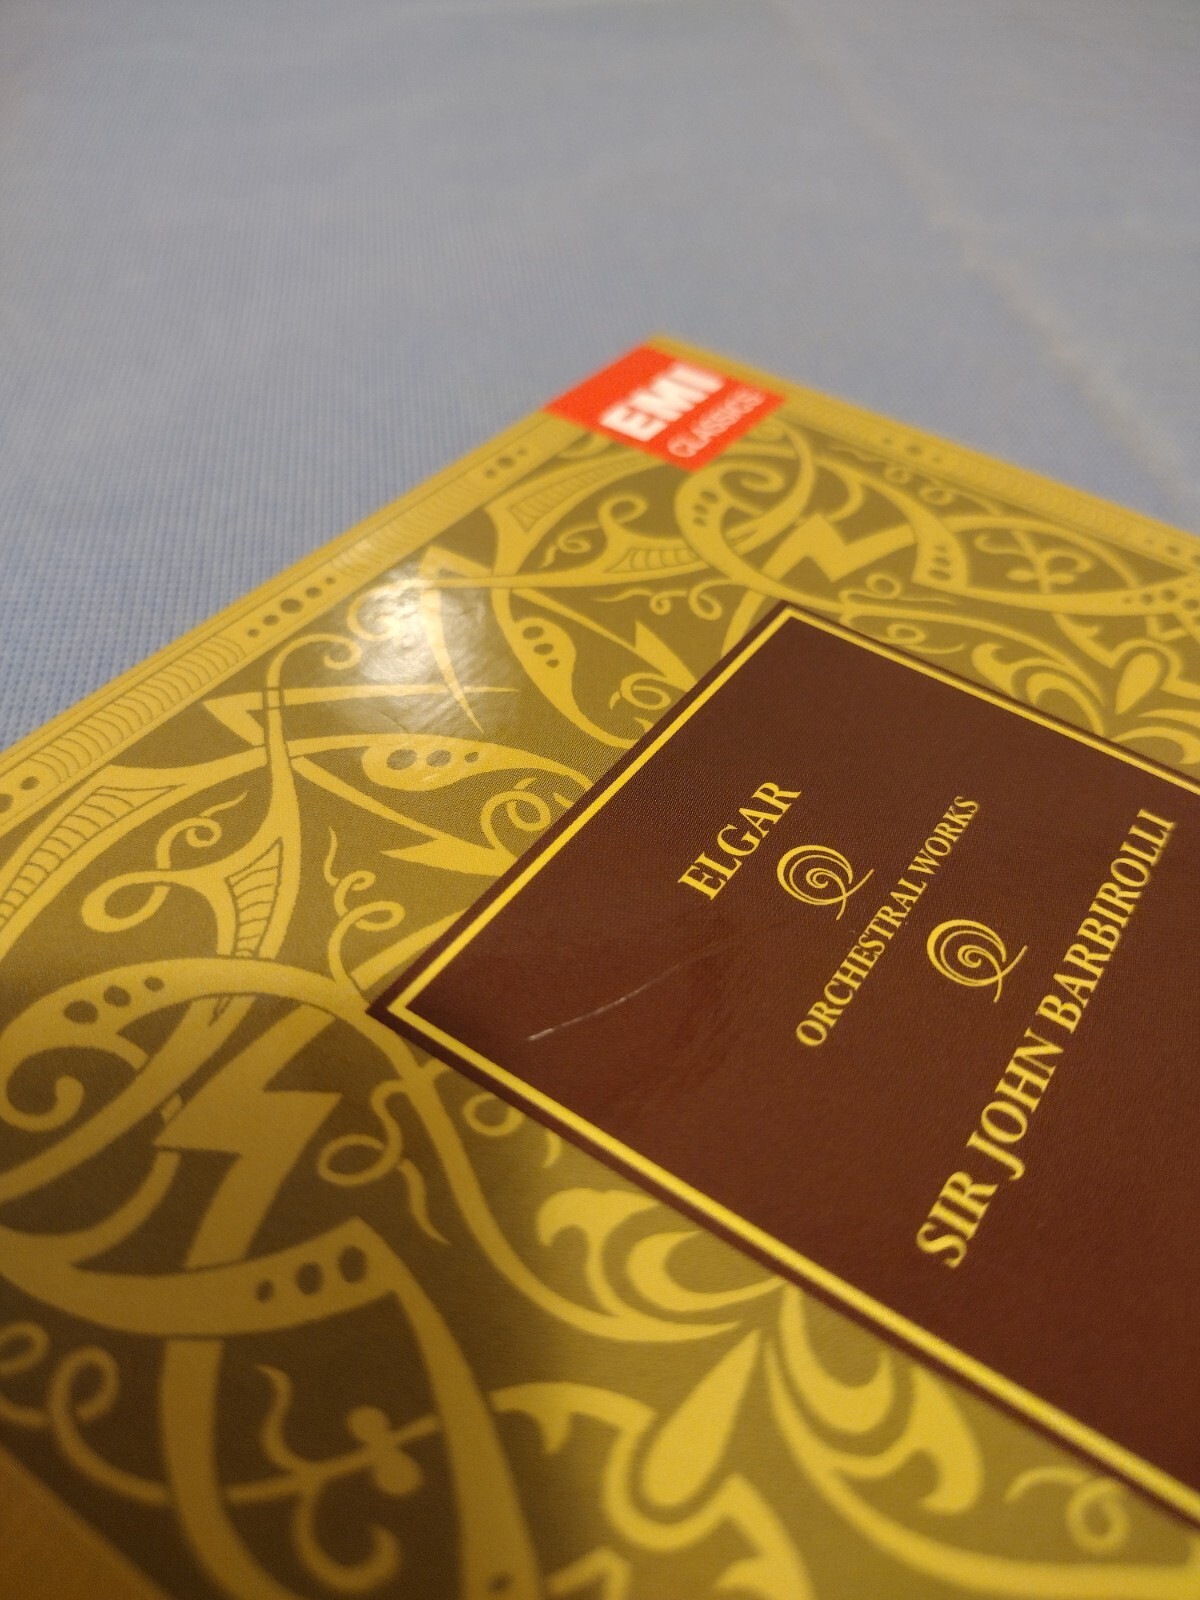 EMI
CLASSICS
ELGAR
ORCHESTRAL WORKS
SIR JOHN BARBIROLLI